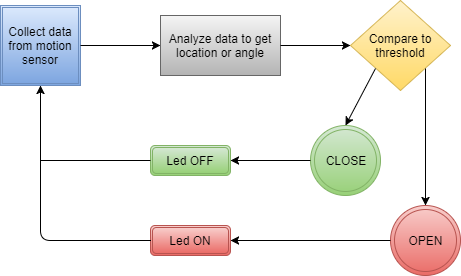 Collect data
from motion
sensor
Analyze data to get
location or angle
Compare to
threshold
Led OFF
CLOSE
Led ON
OPEN